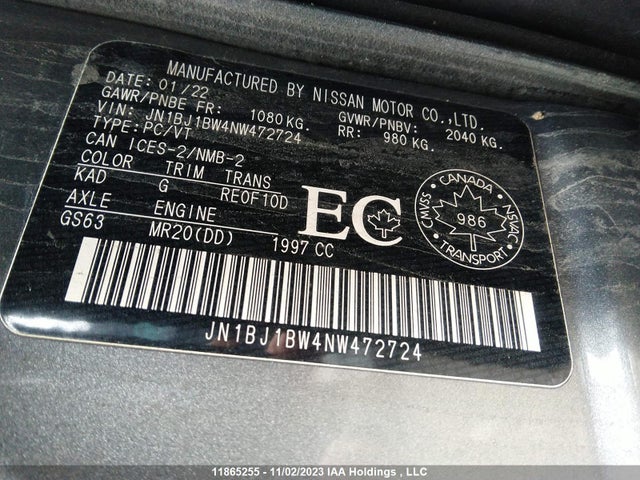 MANUFACTURED BY NISSAN MOTOR CO.,LTD.
DATE: 01/22
GAWR/PNBE FR: 1080 KG. GVWR/PNBV: 2040 KG.
VIN: JN1BJ1BW4NW472724 RR: 980 KG.
TYPE: PC/VT
CAN ICES-2/NMB-2
COLOR TRIM TRANS
KAD G RE0F10D
AXLE ENGINE
GS63 MR20(DD) 1997 CC
EC
CANADA
CMVSS 986 NSVAC
TRANSPORT
JN1BJ1BW4NW472724
11865255 - 11/02/2023 IAA Holdings , LLC